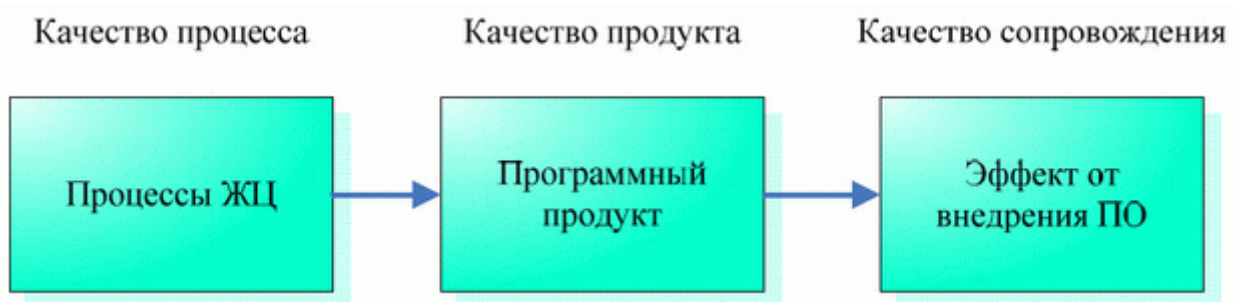 Качество процесса
Качество продукта
Качество сопровождения
Процессы ЖЦ
Программный
продукт
Эффект от
внедрения ПО